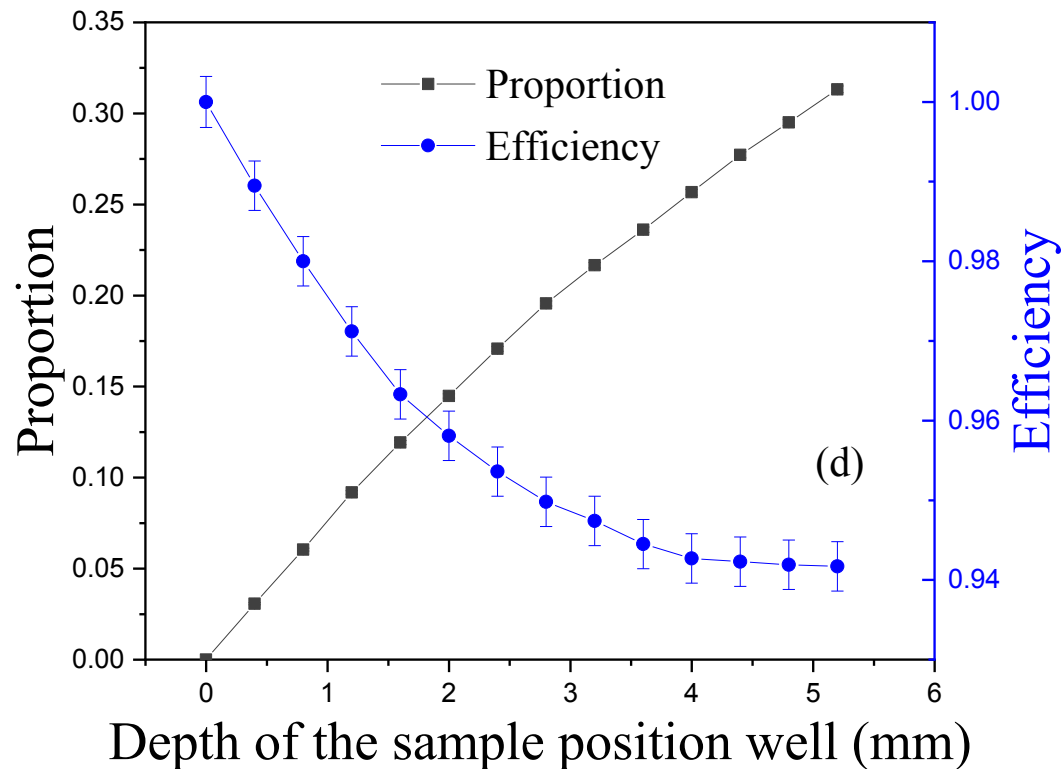 0.35
0.30
0.25
0.20
0.15
0.10
0.05
0.00
Proportion
Proportion
Efficiency
(d)
1.00
0.98
0.96
0.94
Efficiency
0 1 2 3 4 5 6
Depth of the sample position well (mm)